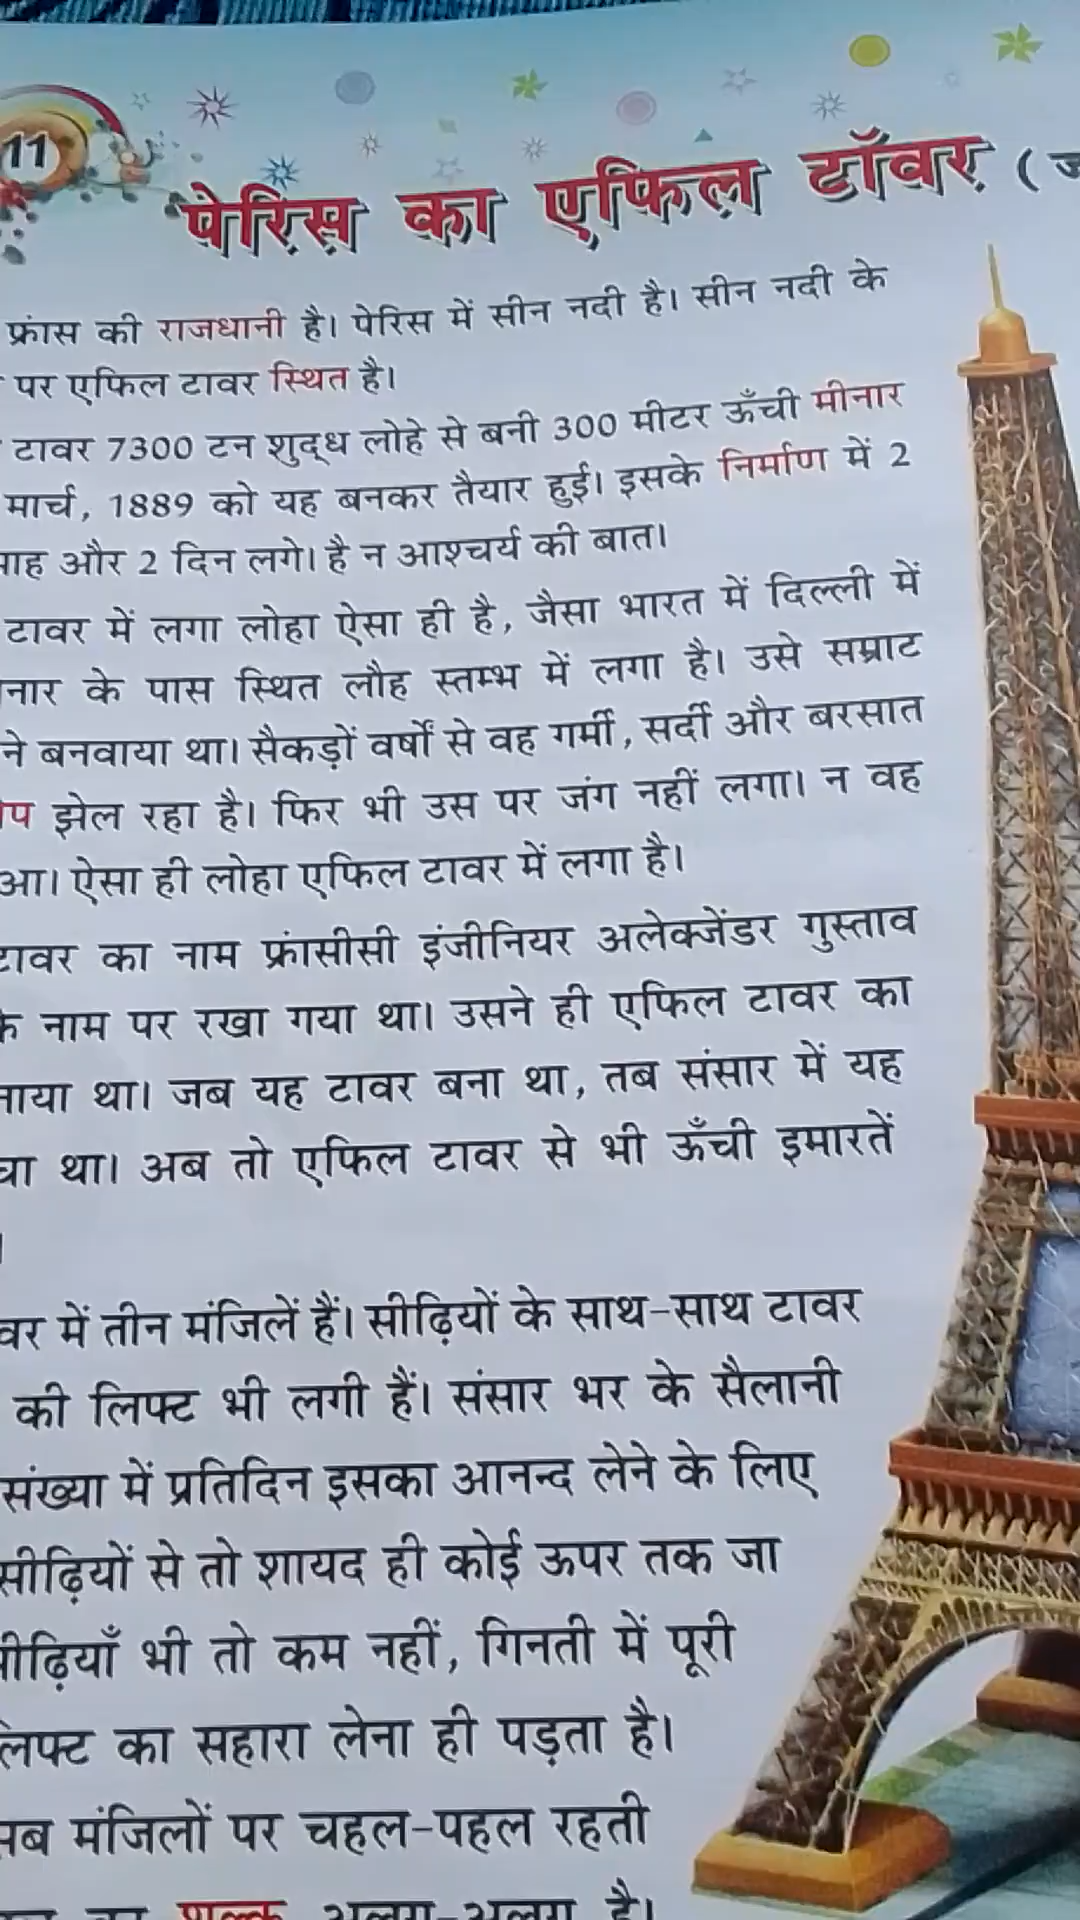 11
पेरिस का एफिल टॉवर (
फ्रांस की राजधानी है। पेरिस में सीन नदी है। सीन नदी के
पर एफिल टावर स्थित है।
टावर 7300 टन शुद्ध लोहे से बनी 300 मीटर ऊँची मीनार
मार्च, 1889 को यह बनकर तैयार हुई। इसके निर्माण में 2
और 2 दिन लगे। है न आश्चर्य की बात।
टावर में लगा लोहा ऐसा ही है, जैसा भारत में दिल्ली में
के पास स्थित लौह स्तम्भ में लगा है। उसे सम्राट
ने बनवाया था। सैकड़ों वर्षों से वह गर्मी, सर्दी और बरसात
झेल रहा है। फिर भी उस पर जंग नहीं लगा। न वह
ऐसा ही लोहा एफिल टावर में लगा है।
का नाम फ्रांसीसी इंजीनियर अलेक्जेंडर गुस्ताव
नाम पर रखा गया था। उसने ही एफिल टावर का
था। जब यह टावर बना था, तब संसार में यह
था। अब तो एफिल टावर से भी ऊँची इमारतें
में तीन मंजिलें हैं। सीढ़ियों के साथ-साथ टावर
की लिफ्ट भी लगी हैं। संसार भर के सैलानी
संख्या में प्रतिदिन इसका आनन्द लेने के लिए
सीढ़ियों से तो शायद ही कोई ऊपर तक जा
भी तो कम नहीं, गिनती में पूरी
का सहारा लेना ही पड़ता है।
मंजिलों पर चहल-पहल रहती
शुल्क अलग-अलग है।